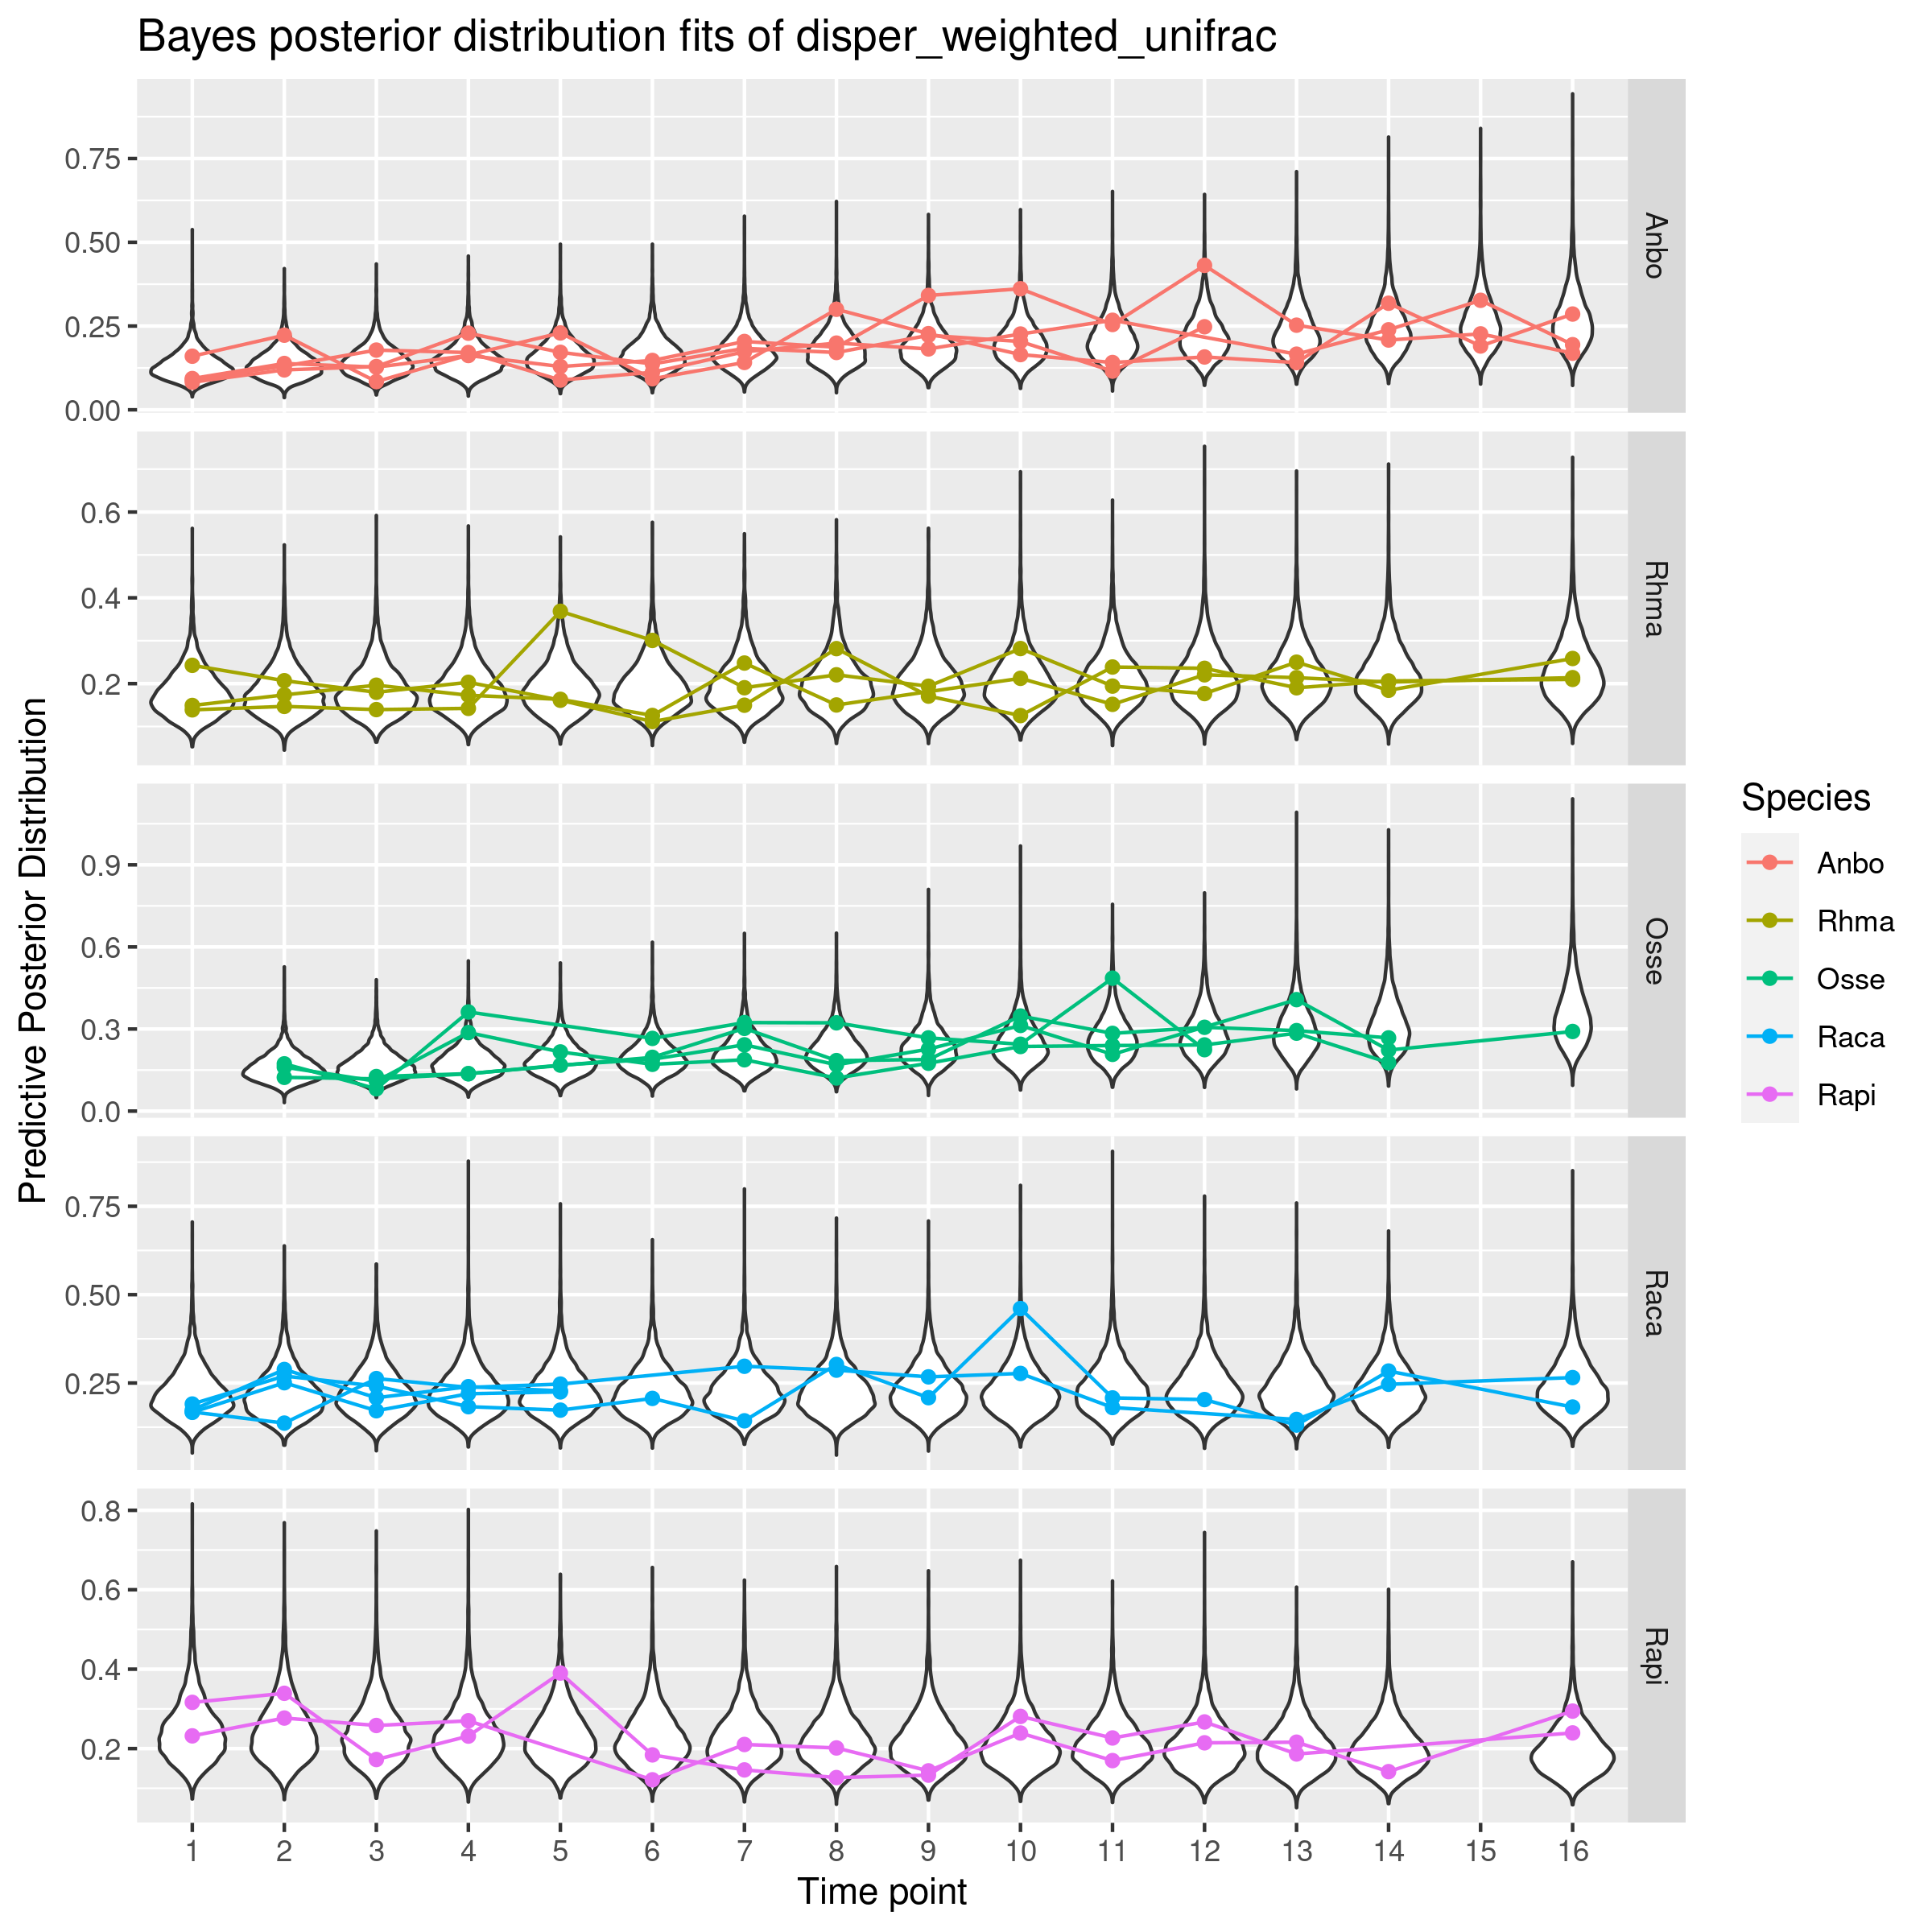 Bayes posterior distribution fits of disper_weighted_unifrac
Predictive Posterior Distribution
0.75
0.50
0.25
0.00
Anbo
0.6
0.4
0.2
Rhma
0.9
0.6
0.3
0.0
Osse
0.75
0.50
0.25
Raca
0.8
0.6
0.4
0.2
Rapi
1 2 3 4 5 6 7 8 9 10 11 12 13 14 15 16
Time point
Species
Anbo
Rhma
Osse
Raca
Rapi